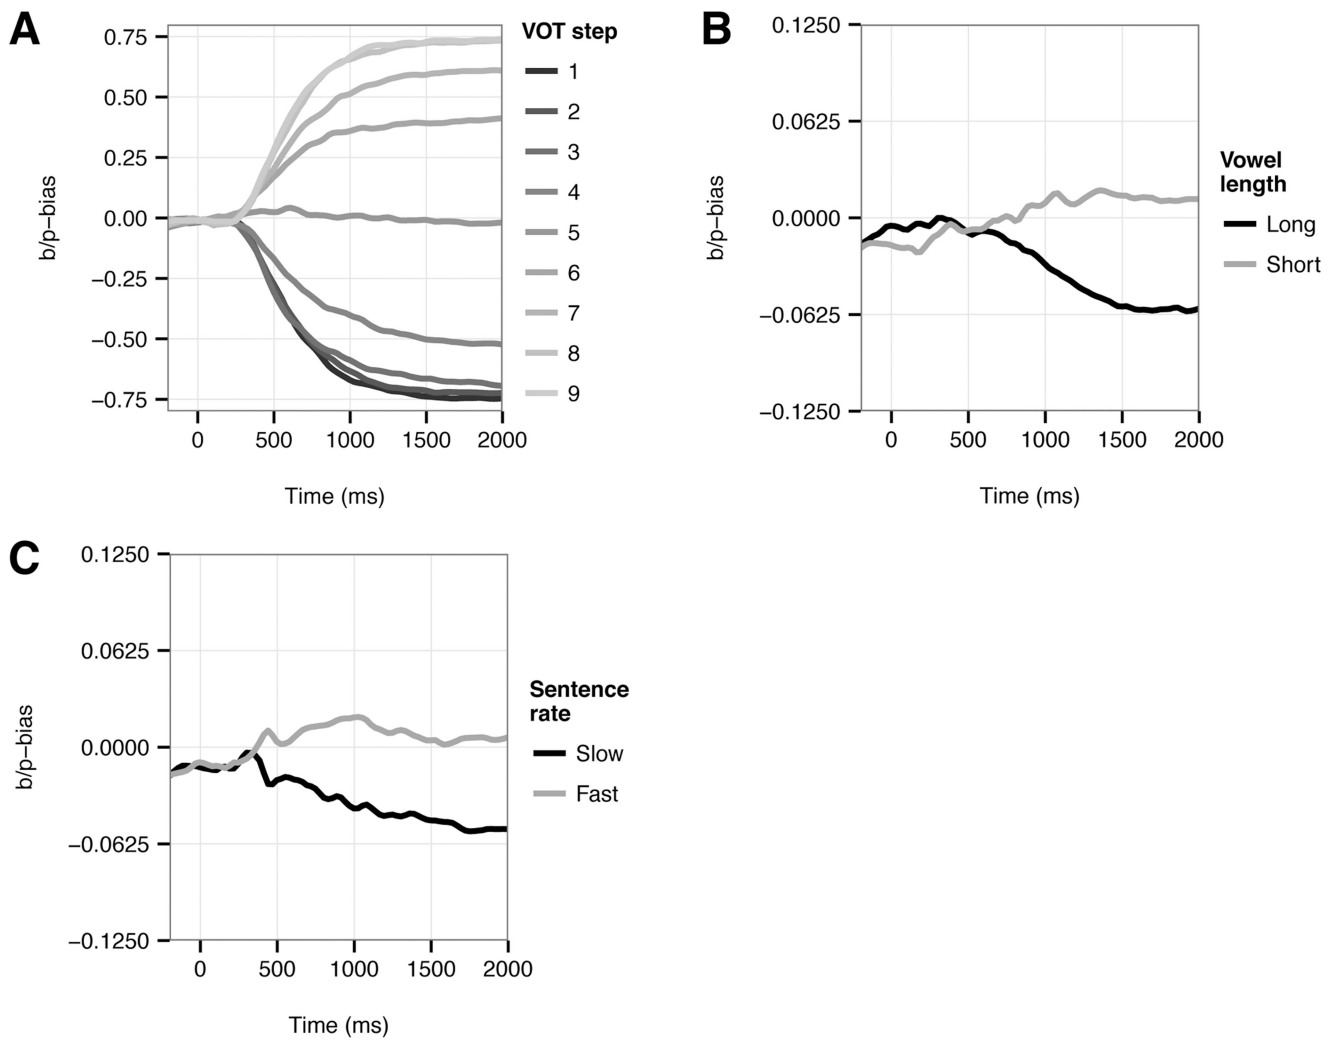 A
VOT step
0.75
0.50
0.25
0.00
−0.25
−0.50
−0.75
b/p−bias
0
500
1000
1500
2000
Time (ms)
1
2
3
4
5
6
7
8
9
B
0.1250
0.0625
0.0000
−0.0625
−0.1250
b/p−bias
0
500
1000
1500
2000
Time (ms)
Vowel
length
Long
Short
C
0.1250
0.0625
0.0000
−0.0625
−0.1250
b/p−bias
0
500
1000
1500
2000
Time (ms)
Sentence
rate
Slow
Fast